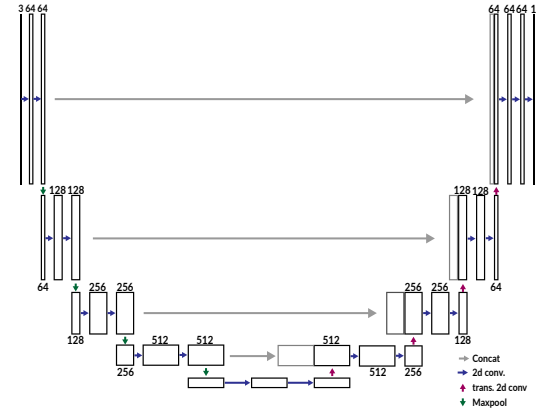 3 64 64 64 64 64 1
128 128 128 128
64 64
256 256 256 256
128 512 512 512 128
256 512 256
Concat
2d conv.
trans. 2d conv
Maxpool